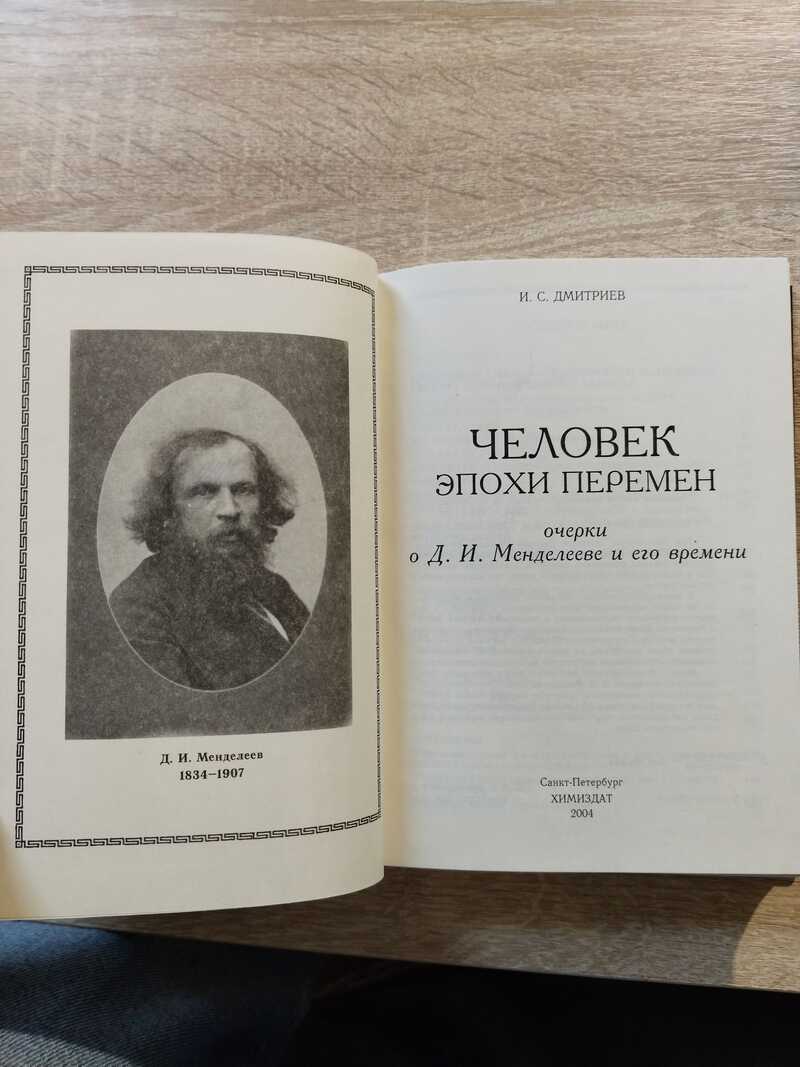 Д. И. Менделеев
1834—1907
И. С. ДМИТРИЕВ
ЧЕЛОВЕК
ЭПОХИ ПЕРЕМЕН
очерки
о Д. И. Менделееве и его времени
Санкт-Петербург
ХИМИЗДАТ
2004